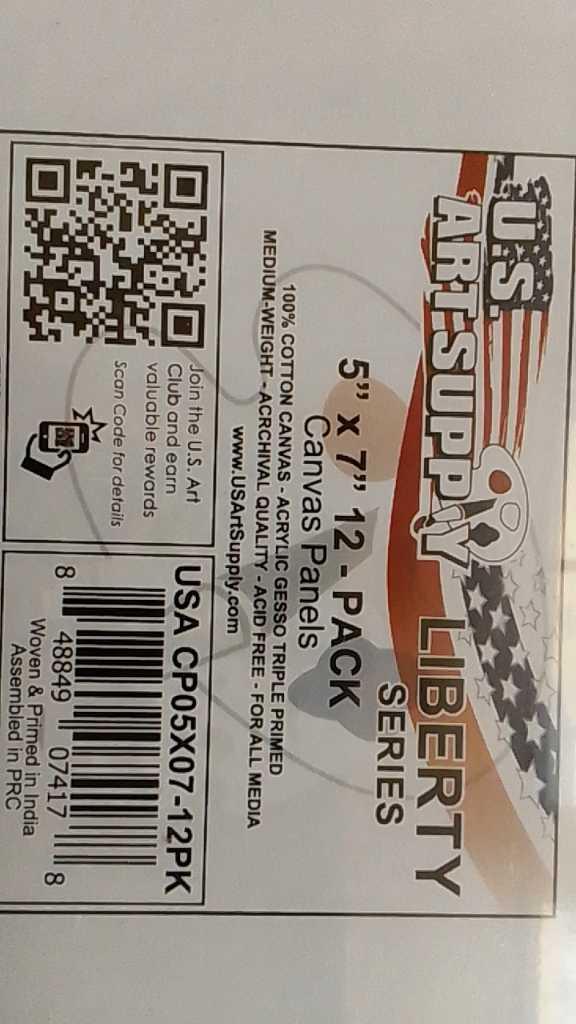 U.S.
ART SUPPLY
LIBERTY
SERIES
5" x 7" 12 - PACK
Canvas Panels
100% COTTON CANVAS - ACRYLIC GESSO TRIPLE PRIMED
MEDIUM-WEIGHT - ACRCHIVAL QUALITY - ACID FREE - FOR ALL MEDIA
www.USArtSupply.com
Join the U.S. Art
Club and earn
valuable rewards
Scan Code for details
USA CP05X07-12PK
8 48849 07417 8
Woven & Primed in India
Assembled in PRC